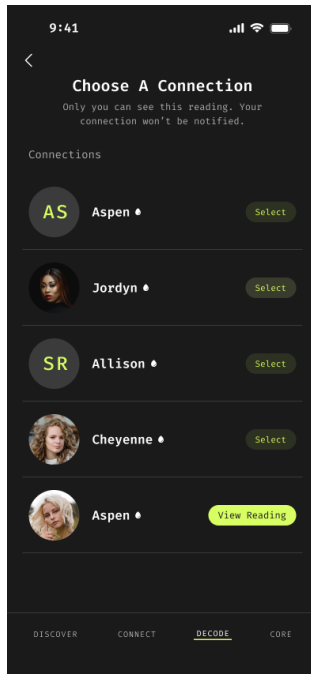 9:41
Choose A Connection
Only you can see this reading. Your
connection won't be notified.
Connections
AS Aspen Select
Jordyn Select
SR Allison Select
Cheyenne Select
Aspen View Reading
DISCOVER CONNECT DECODE CORE